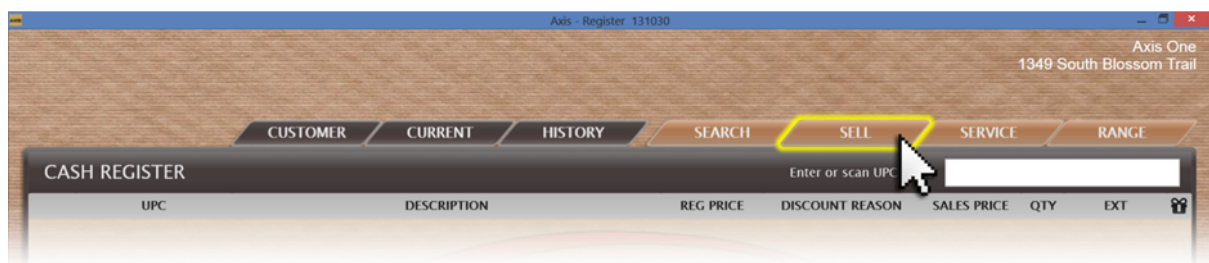 Axis - Register 131030
Axis One
1349 South Blossom Trail
CUSTOMER CURRENT HISTORY SEARCH SELL SERVICE RANGE
CASH REGISTER Enter or scan UPC
UPC DESCRIPTION REG PRICE DISCOUNT REASON SALES PRICE QTY EXT